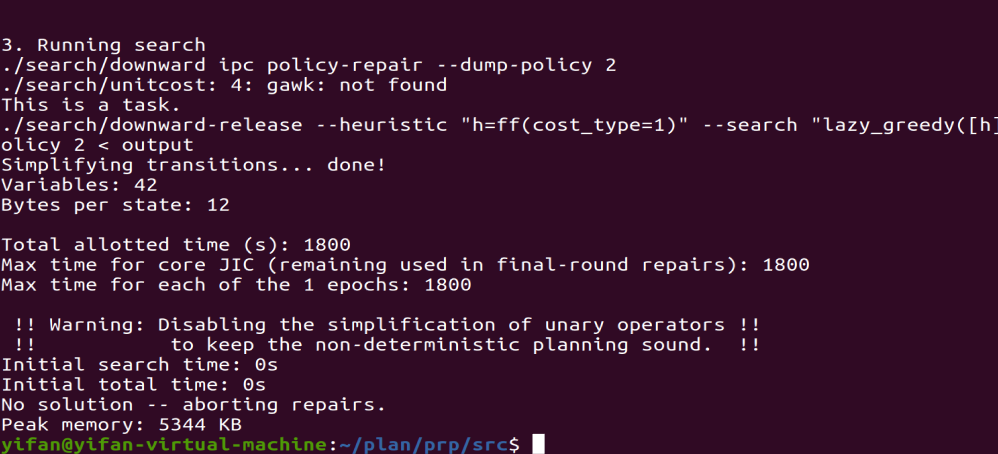 3. Running search
./search/downward ipc policy-repair --dump-policy 2
./search/unitcost: 4: gawk: not found
This is a task.
./search/downward-release --heuristic "h=ff(cost_type=1)" --search "lazy_greedy([h]
olicy 2 < output
Simplifying transitions... done!
Variables: 42
Bytes per state: 12
Total allotted time (s): 1800
Max time for core JIC (remaining used in final-round repairs): 1800
Max time for each of the 1 epochs: 1800
!! Warning: Disabling the simplification of unary operators !!
!!            to keep the non-deterministic planning sound.  !!
Initial search time: 0s
Initial total time: 0s
No solution -- aborting repairs.
Peak memory: 5344 KB
yifan@yifan-virtual-machine:~/plan/prp/src$